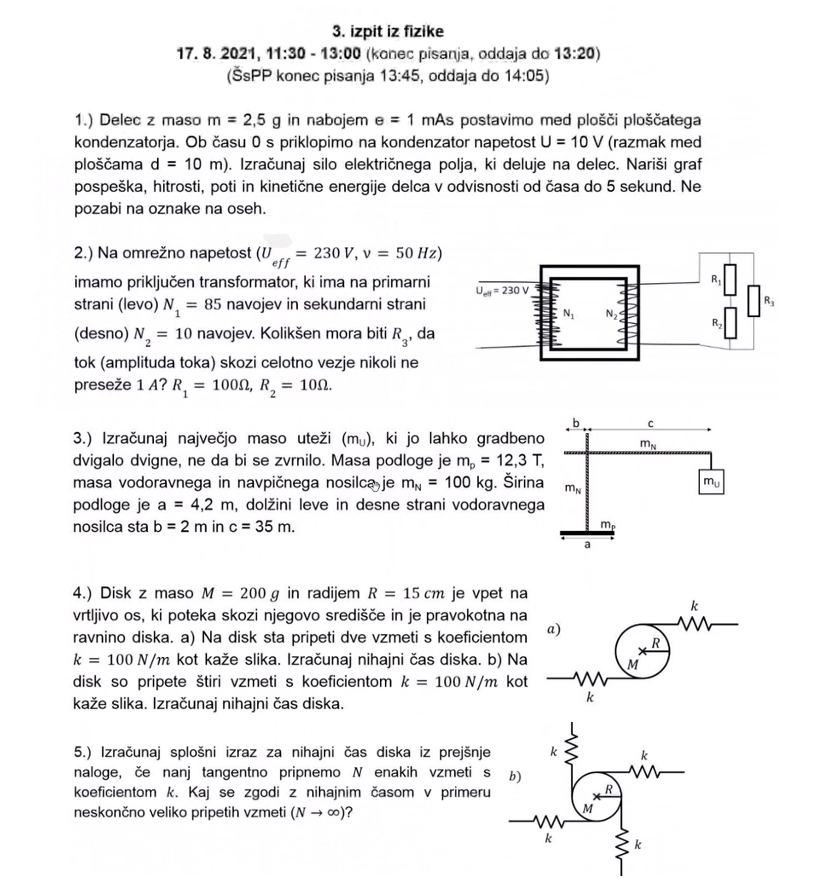 3. izpit iz fizike
17. 8. 2021, 11:30 - 13:00 (konec pisanja, oddaja do 13:20)
(ŠsPP konec pisanja 13:45, oddaja do 14:05)
1.) Delec z maso m = 2,5 g in nabojem e = 1 mAs postavimo med plošči ploščatega
kondenzatorja. Ob času 0 s priklopimo na kondenzator napetost U = 10 V (razmak med
ploščama d = 10 m). Izračunaj silo električnega polja, ki deluje na delec. Nariši graf
pospeška, hitrosti, poti in kinetične energije delca v odvisnosti od časa do 5 sekund. Ne
pozabi na oznake na oseh.
2.) Na omrežno napetost (U_eff = 230 V, ν = 50 Hz)
imamo priključen transformator, ki ima na primarni
strani (levo) N_1 = 85 navojev in sekundarni strani
(desno) N_2 = 10 navojev. Kolikšen mora biti R_3, da
tok (amplituda toka) skozi celotno vezje nikoli ne
preseže 1 A? R_1 = 100Ω, R_2 = 10Ω.
U_eff = 230 V
N_1
N_2
R_1
R_2
R_3
3.) Izračunaj največjo maso uteži (m_U), ki jo lahko gradbeno
dvigalo dvigne, ne da bi se zvrnilo. Masa podloge je m_p = 12,3 T,
masa vodoravnega in navpičnega nosilca je m_N = 100 kg. Širina
podloge je a = 4,2 m, dolžini leve in desne strani vodoravnega
nosilca sta b = 2 m in c = 35 m.
b
c
m_N
m_N
m_U
m_P
a
4.) Disk z maso M = 200 g in radijem R = 15 cm je vpet na
vrtljivo os, ki poteka skozi njegovo središče in je pravokotna na
ravnino diska. a) Na disk sta pripeti dve vzmeti s koeficientom
k = 100 N/m kot kaže slika. Izračunaj nihajni čas diska. b) Na
disk so pripete štiri vzmeti s koeficientom k = 100 N/m kot
kaže slika. Izračunaj nihajni čas diska.
a)
k
R
M
k
5.) Izračunaj splošni izraz za nihajni čas diska iz prejšnje
naloge, če nanj tangentno pripnemo N enakih vzmeti s
koeficientom k. Kaj se zgodi z nihajnim časom v primeru
neskončno veliko pripetih vzmeti (N → ∞)?
b)
k
k
R
M
k
k